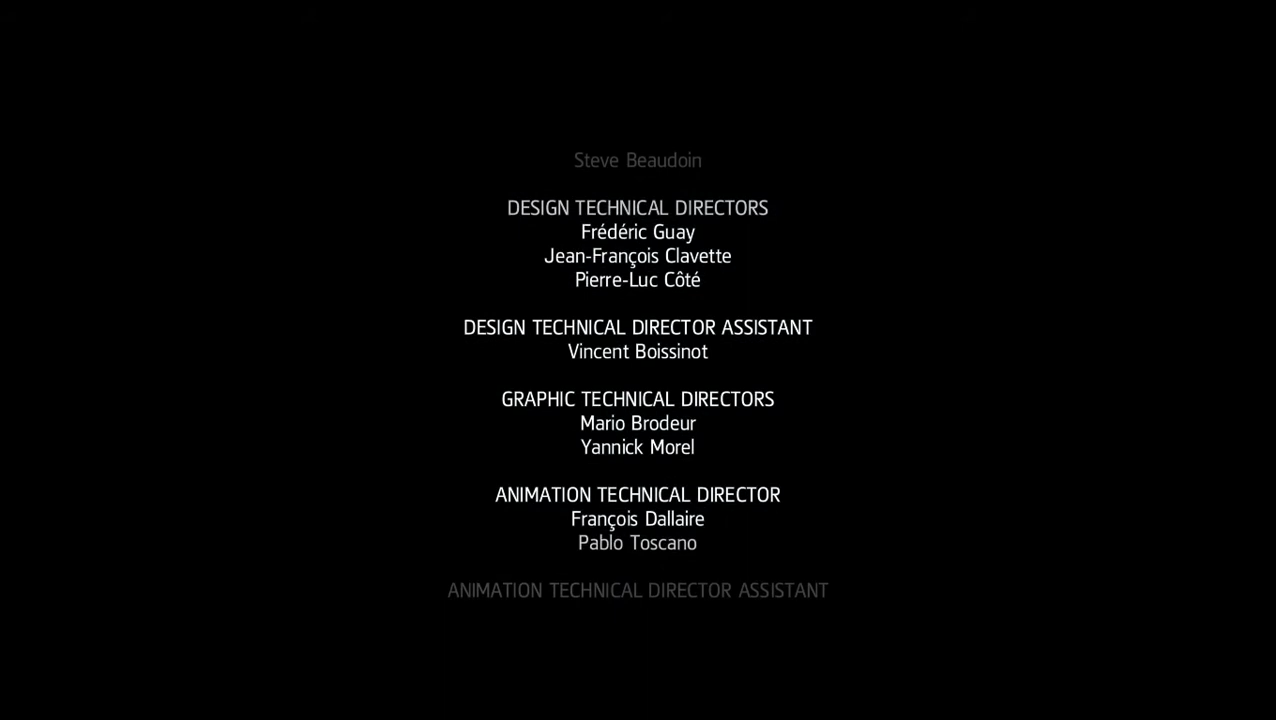 Steve Beaudoin
DESIGN TECHNICAL DIRECTORS
Frédéric Guay
Jean-François Clavette
Pierre-Luc Côté
DESIGN TECHNICAL DIRECTOR ASSISTANT
Vincent Boissinot
GRAPHIC TECHNICAL DIRECTORS
Mario Brodeur
Yannick Morel
ANIMATION TECHNICAL DIRECTOR
François Dallaire
Pablo Toscano
ANIMATION TECHNICAL DIRECTOR ASSISTANT